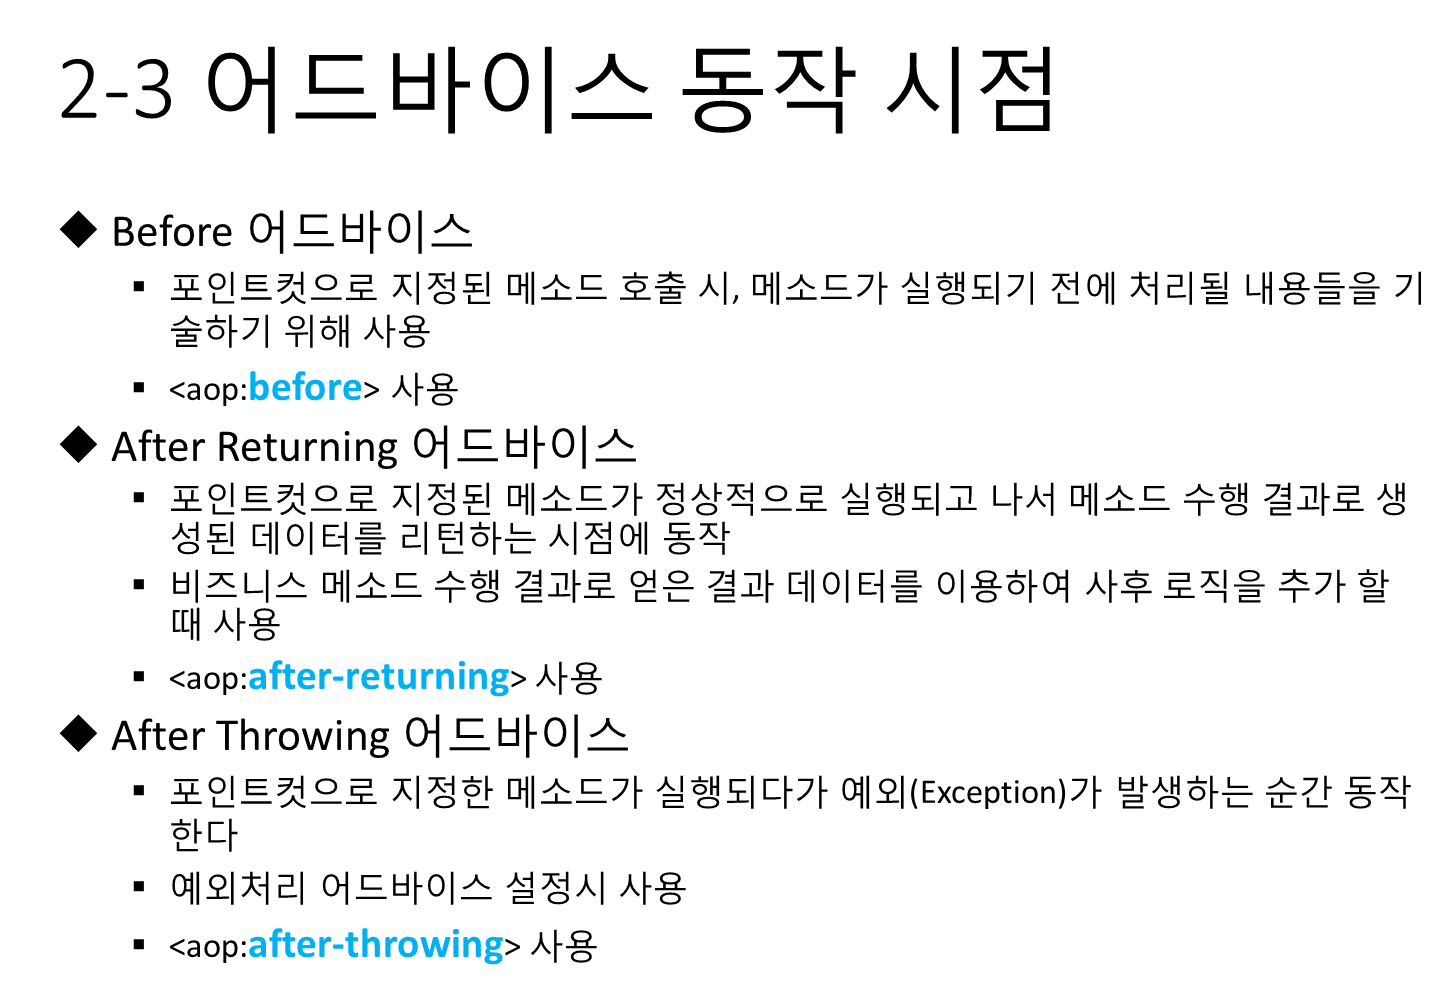 2-3 어드바이스 동작 시점
◆ Before 어드바이스
▪ 포인트컷으로 지정된 메소드 호출 시, 메소드가 실행되기 전에 처리될 내용들을 기
술하기 위해 사용
▪ <aop:before> 사용
◆ After Returning 어드바이스
▪ 포인트컷으로 지정된 메소드가 정상적으로 실행되고 나서 메소드 수행 결과로 생
성된 데이터를 리턴하는 시점에 동작
▪ 비즈니스 메소드 수행 결과로 얻은 결과 데이터를 이용하여 사후 로직을 추가 할
때 사용
▪ <aop:after-returning> 사용
◆ After Throwing 어드바이스
▪ 포인트컷으로 지정한 메소드가 실행되다가 예외(Exception)가 발생하는 순간 동작
한다
▪ 예외처리 어드바이스 설정시 사용
▪ <aop:after-throwing> 사용